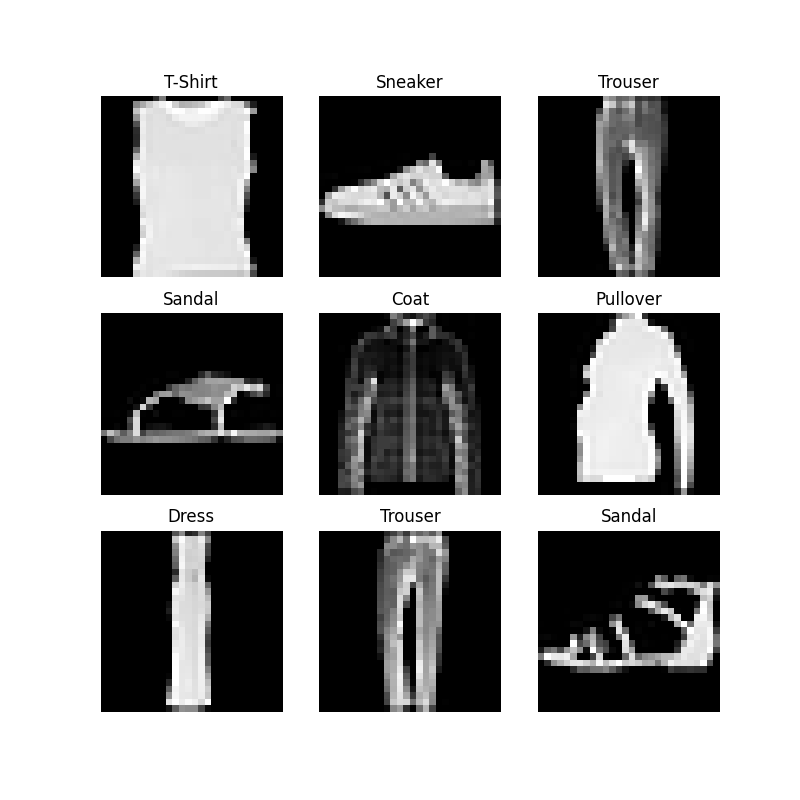 T-Shirt
Sneaker
Trouser
Sandal
Coat
Pullover
Dress
Trouser
Sandal